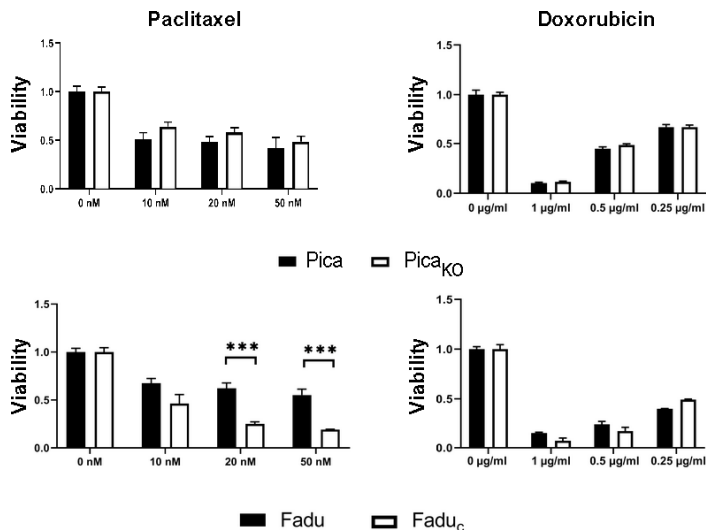 Paclitaxel
Doxorubicin
Viability
1.5
1.0
0.5
0.0
0 nM 10 nM 20 nM 50 nM
Viability
1.5
1.0
0.5
0.0
0 µg/ml 1 µg/ml 0.5 µg/ml 0.25 µg/ml
Pica PicaKO
Viability
1.5
1.0
0.5
0.0
*** ***
0 nM 10 nM 20 nM 50 nM
Viability
1.5
1.0
0.5
0.0
0 µg/ml 1 µg/ml 0.5 µg/ml 0.25 µg/ml
Fadu Faduc